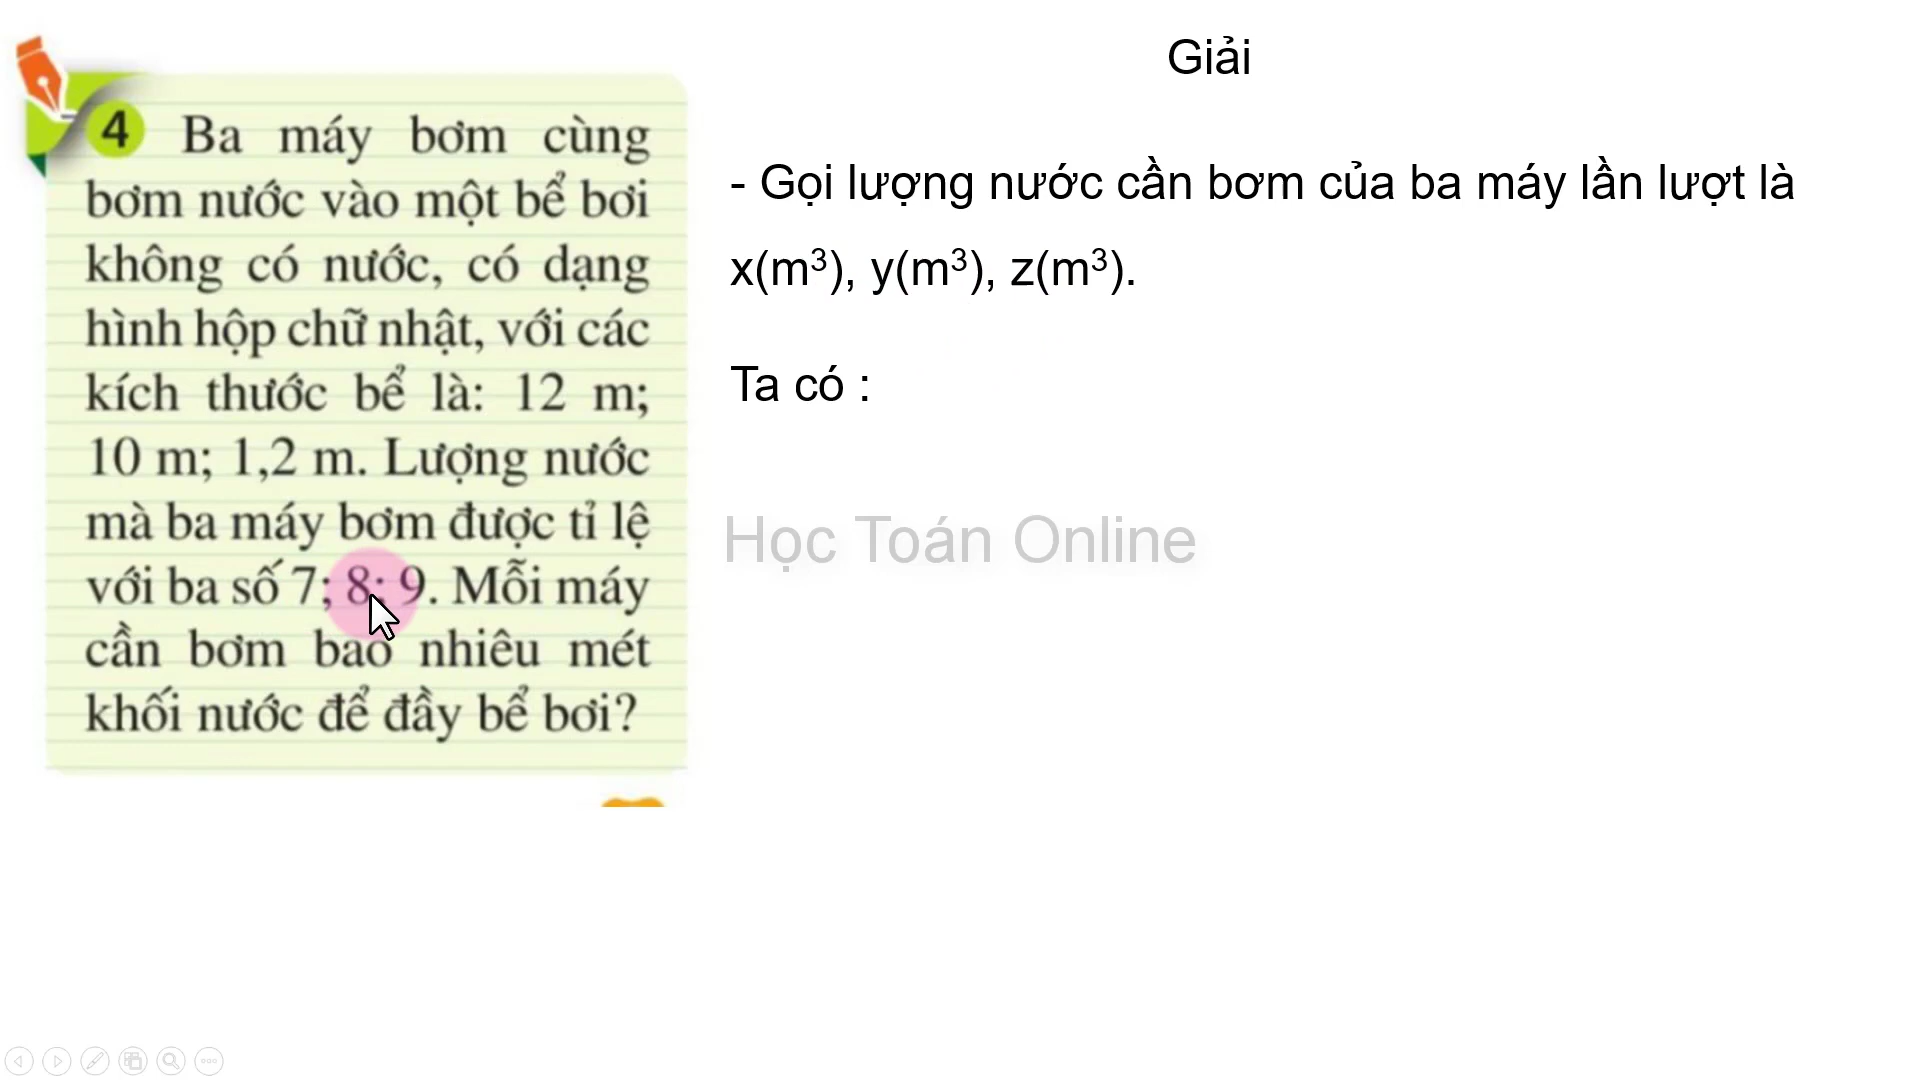 4 Ba máy bơm cùng
bơm nước vào một bể bơi
không có nước, có dạng
hình hộp chữ nhật, với các
kích thước bể là: 12 m;
10 m; 1,2 m. Lượng nước
mà ba máy bơm được tỉ lệ
với ba số 7; 8; 9. Mỗi máy
cần bơm bao nhiêu mét
khối nước để đầy bể bơi?
Giải
- Gọi lượng nước cần bơm của ba máy lần lượt là
x(m³), y(m³), z(m³).
Ta có :
Học Toán Online